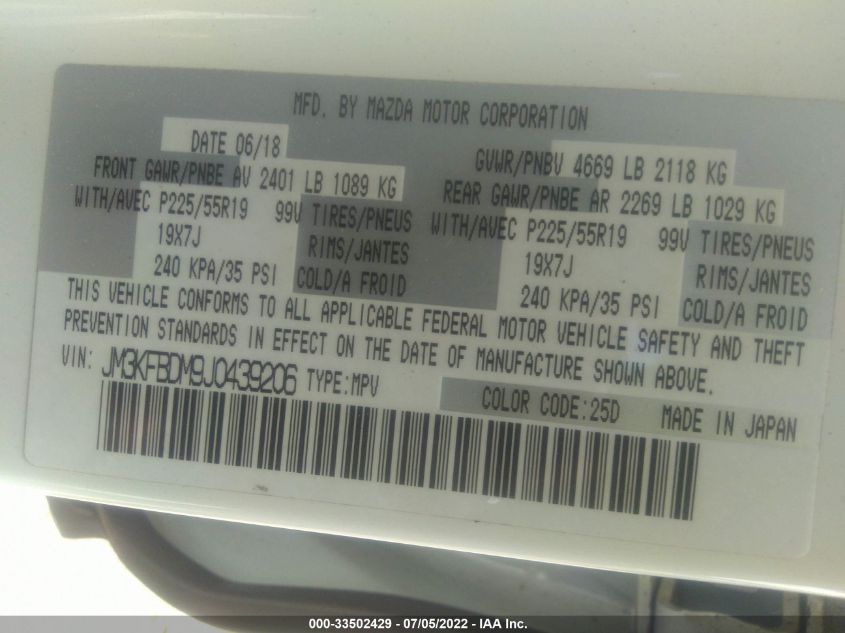 MFD. BY MAZDA MOTOR CORPORATION
DATE 06/18
GVWR/PNBV 4669 LB 2118 KG
FRONT GAWR/PNBE AV 2401 LB 1089 KG
REAR GAWR/PNBE AR 2269 LB 1029 KG
WITH/AVEC P225/55R19 99V TIRES/PNEUS
WITH/AVEC P225/55R19 99V TIRES/PNEUS
19X7J RIMS/JANTES
19X7J RIMS/JANTES
240 KPA/35 PSI COLD/A FROID
240 KPA/35 PSI COLD/A FROID
THIS VEHICLE CONFORMS TO ALL APPLICABLE FEDERAL MOTOR VEHICLE SAFETY AND THEFT
PREVENTION STANDARDS IN EFFECT ON THE DATE OF MANUFACTURE SHOWN ABOVE.
VIN: JM3KFBDM9J0439206 TYPE:MPV
COLOR CODE:25D MADE IN JAPAN
000-33502429 - 07/05/2022 - IAA Inc.